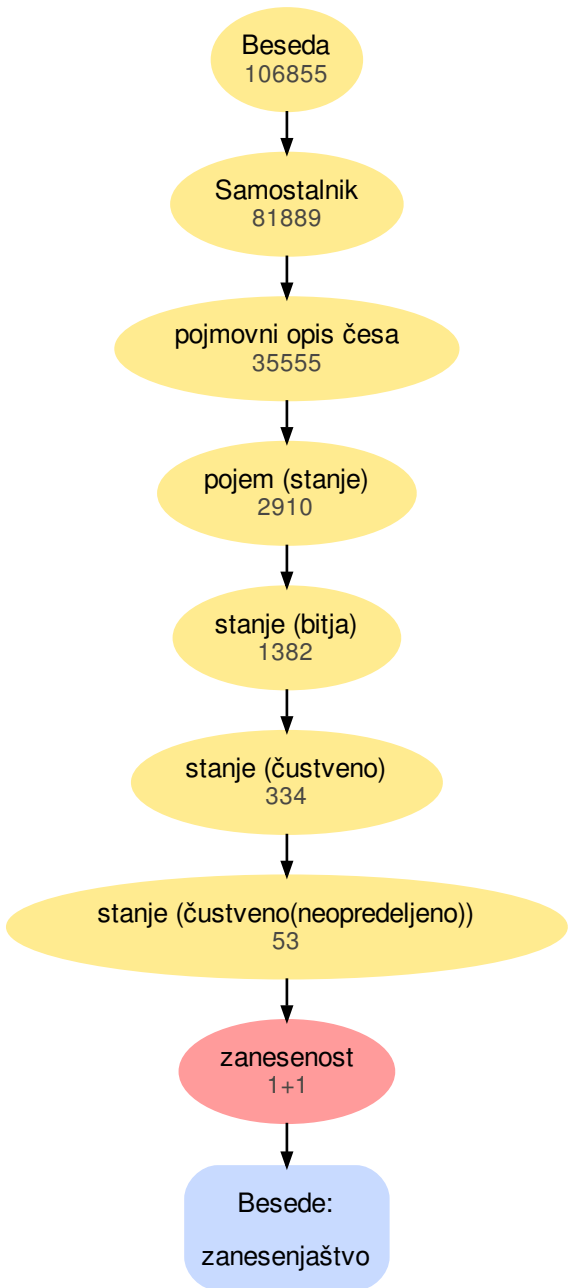 Beseda
106855
Samostalnik
81889
pojmovni opis česa
35555
pojem (stanje)
2910
stanje (bitja)
1382
stanje (čustveno)
334
stanje (čustveno(neopredeljeno))
53
zanesenost
1+1
Besede:
zanesenjaštvo